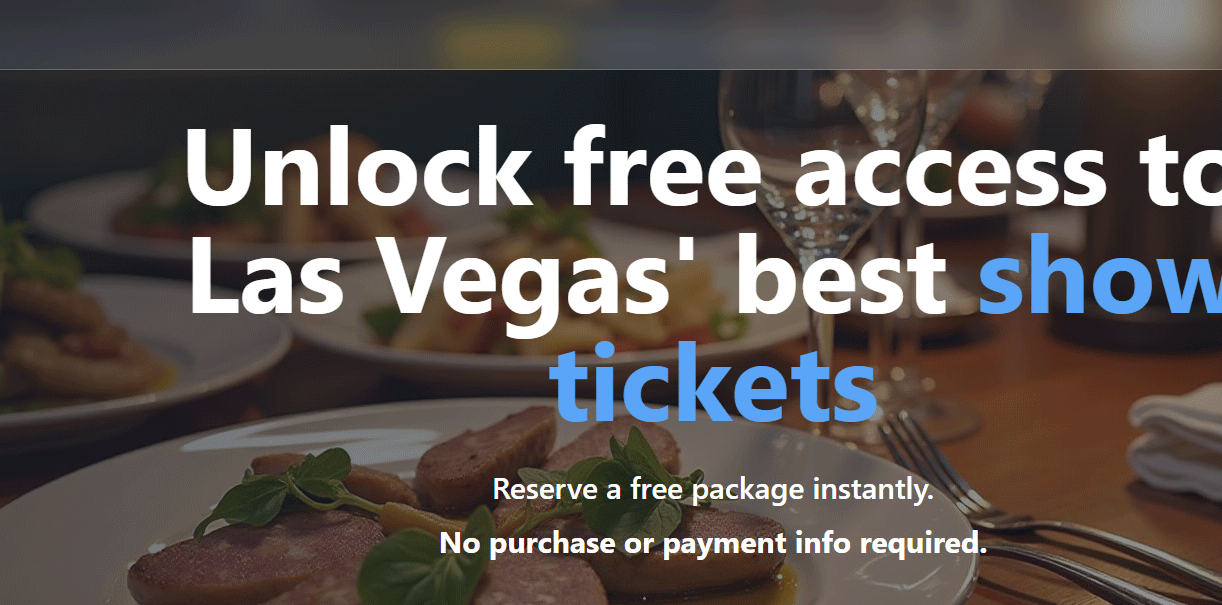 Unlock free access to
Las Vegas' best show
tickets
Reserve a free package instantly.
No purchase or payment info required.